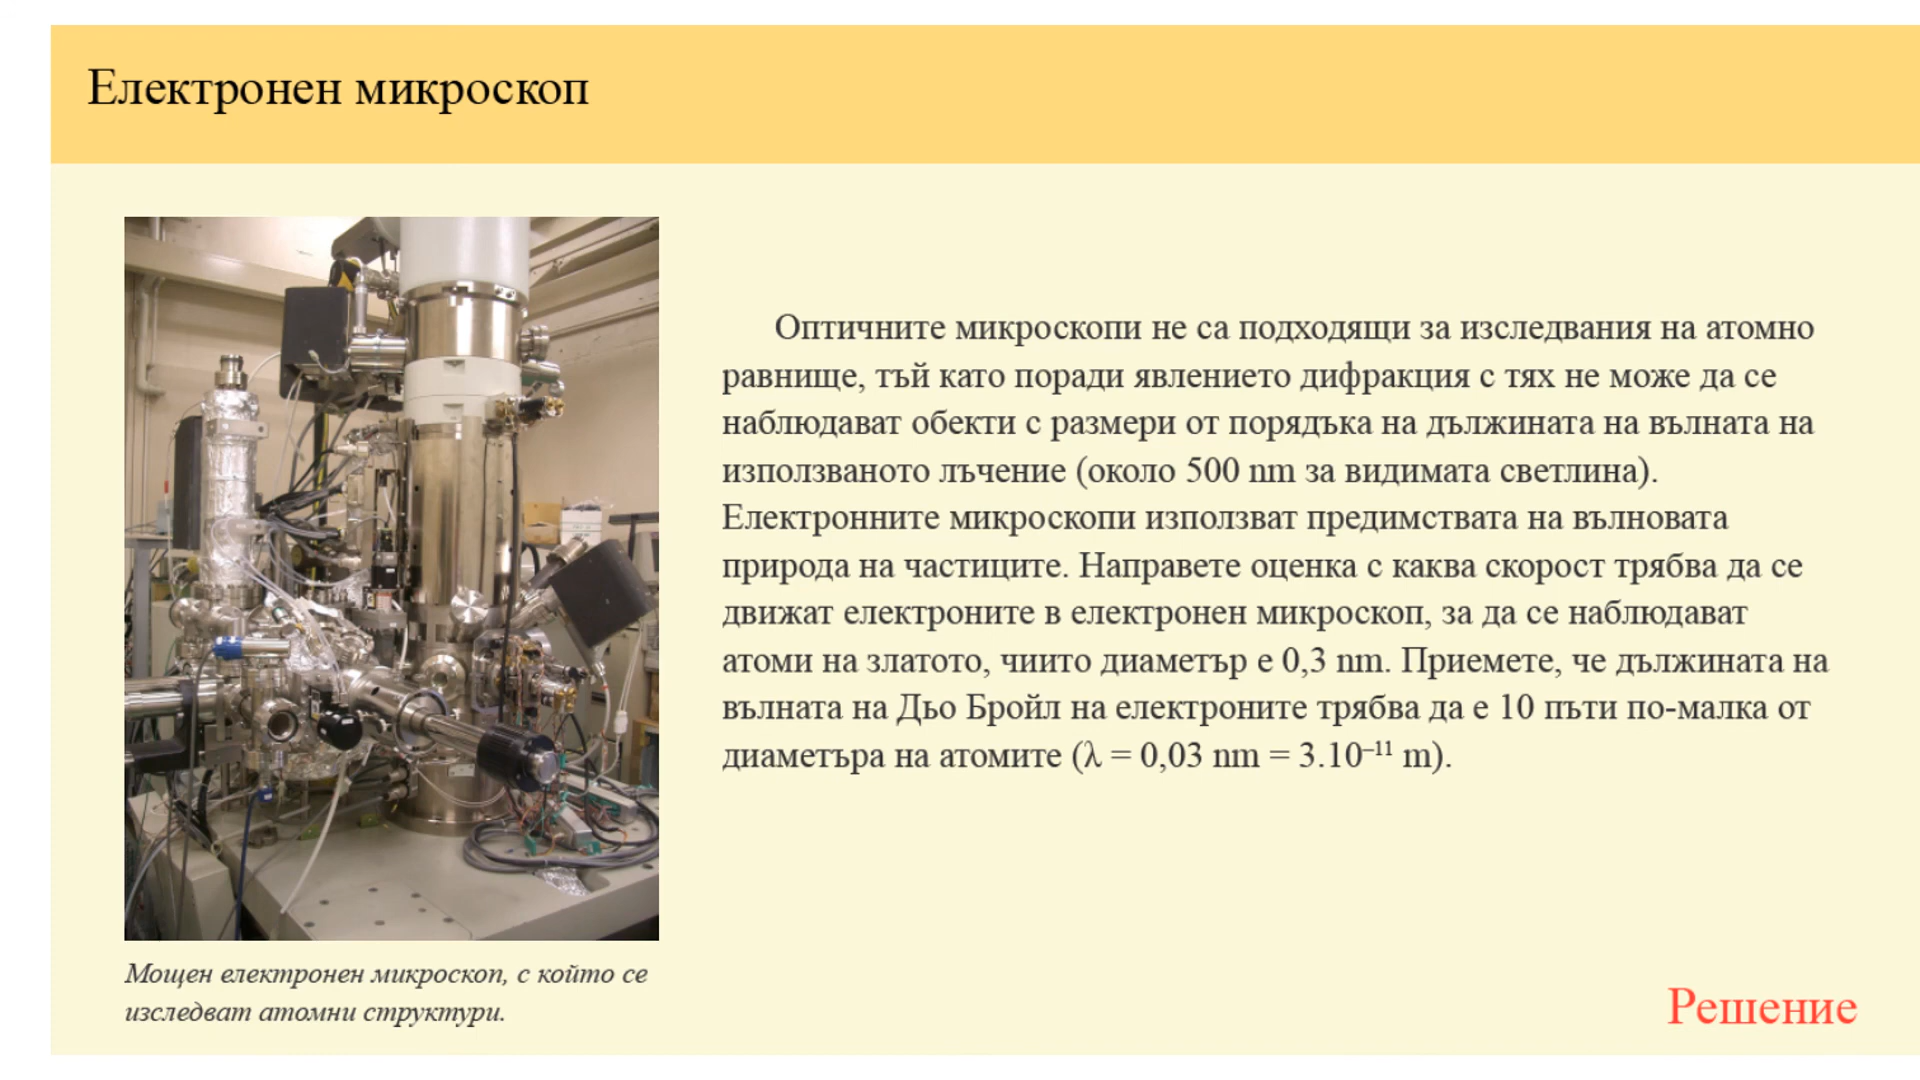 Електронен микроскоп
Оптичните микроскопи не са подходящи за изследвания на атомно
равнище, тъй като поради явлението дифракция с тях не може да се
наблюдават обекти с размери от порядъка на дължината на вълната на
използваното лъчение (около 500 nm за видимата светлина).
Електронните микроскопи използват предимствата на вълновата
природа на частиците. Направете оценка с каква скорост трябва да се
движат електроните в електронен микроскоп, за да се наблюдават
атоми на златото, чиито диаметър е 0,3 nm. Приемете, че дължината на
вълната на Дьо Бройл на електроните трябва да е 10 пъти по-малка от
диаметъра на атомите (λ = 0,03 nm = 3.10⁻¹¹ m).
Мощен електронен микроскоп, с който се
изследват атомни структури.
Решение